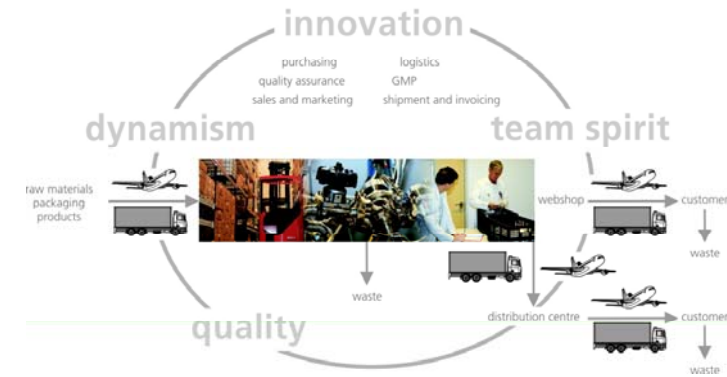 innovation
purchasing logistics
quality assurance GMP
sales and marketing shipment and invoicing
dynamism team spirit
raw materials
packaging
products
webshop customer
waste
waste
quality
distribution centre customer
waste